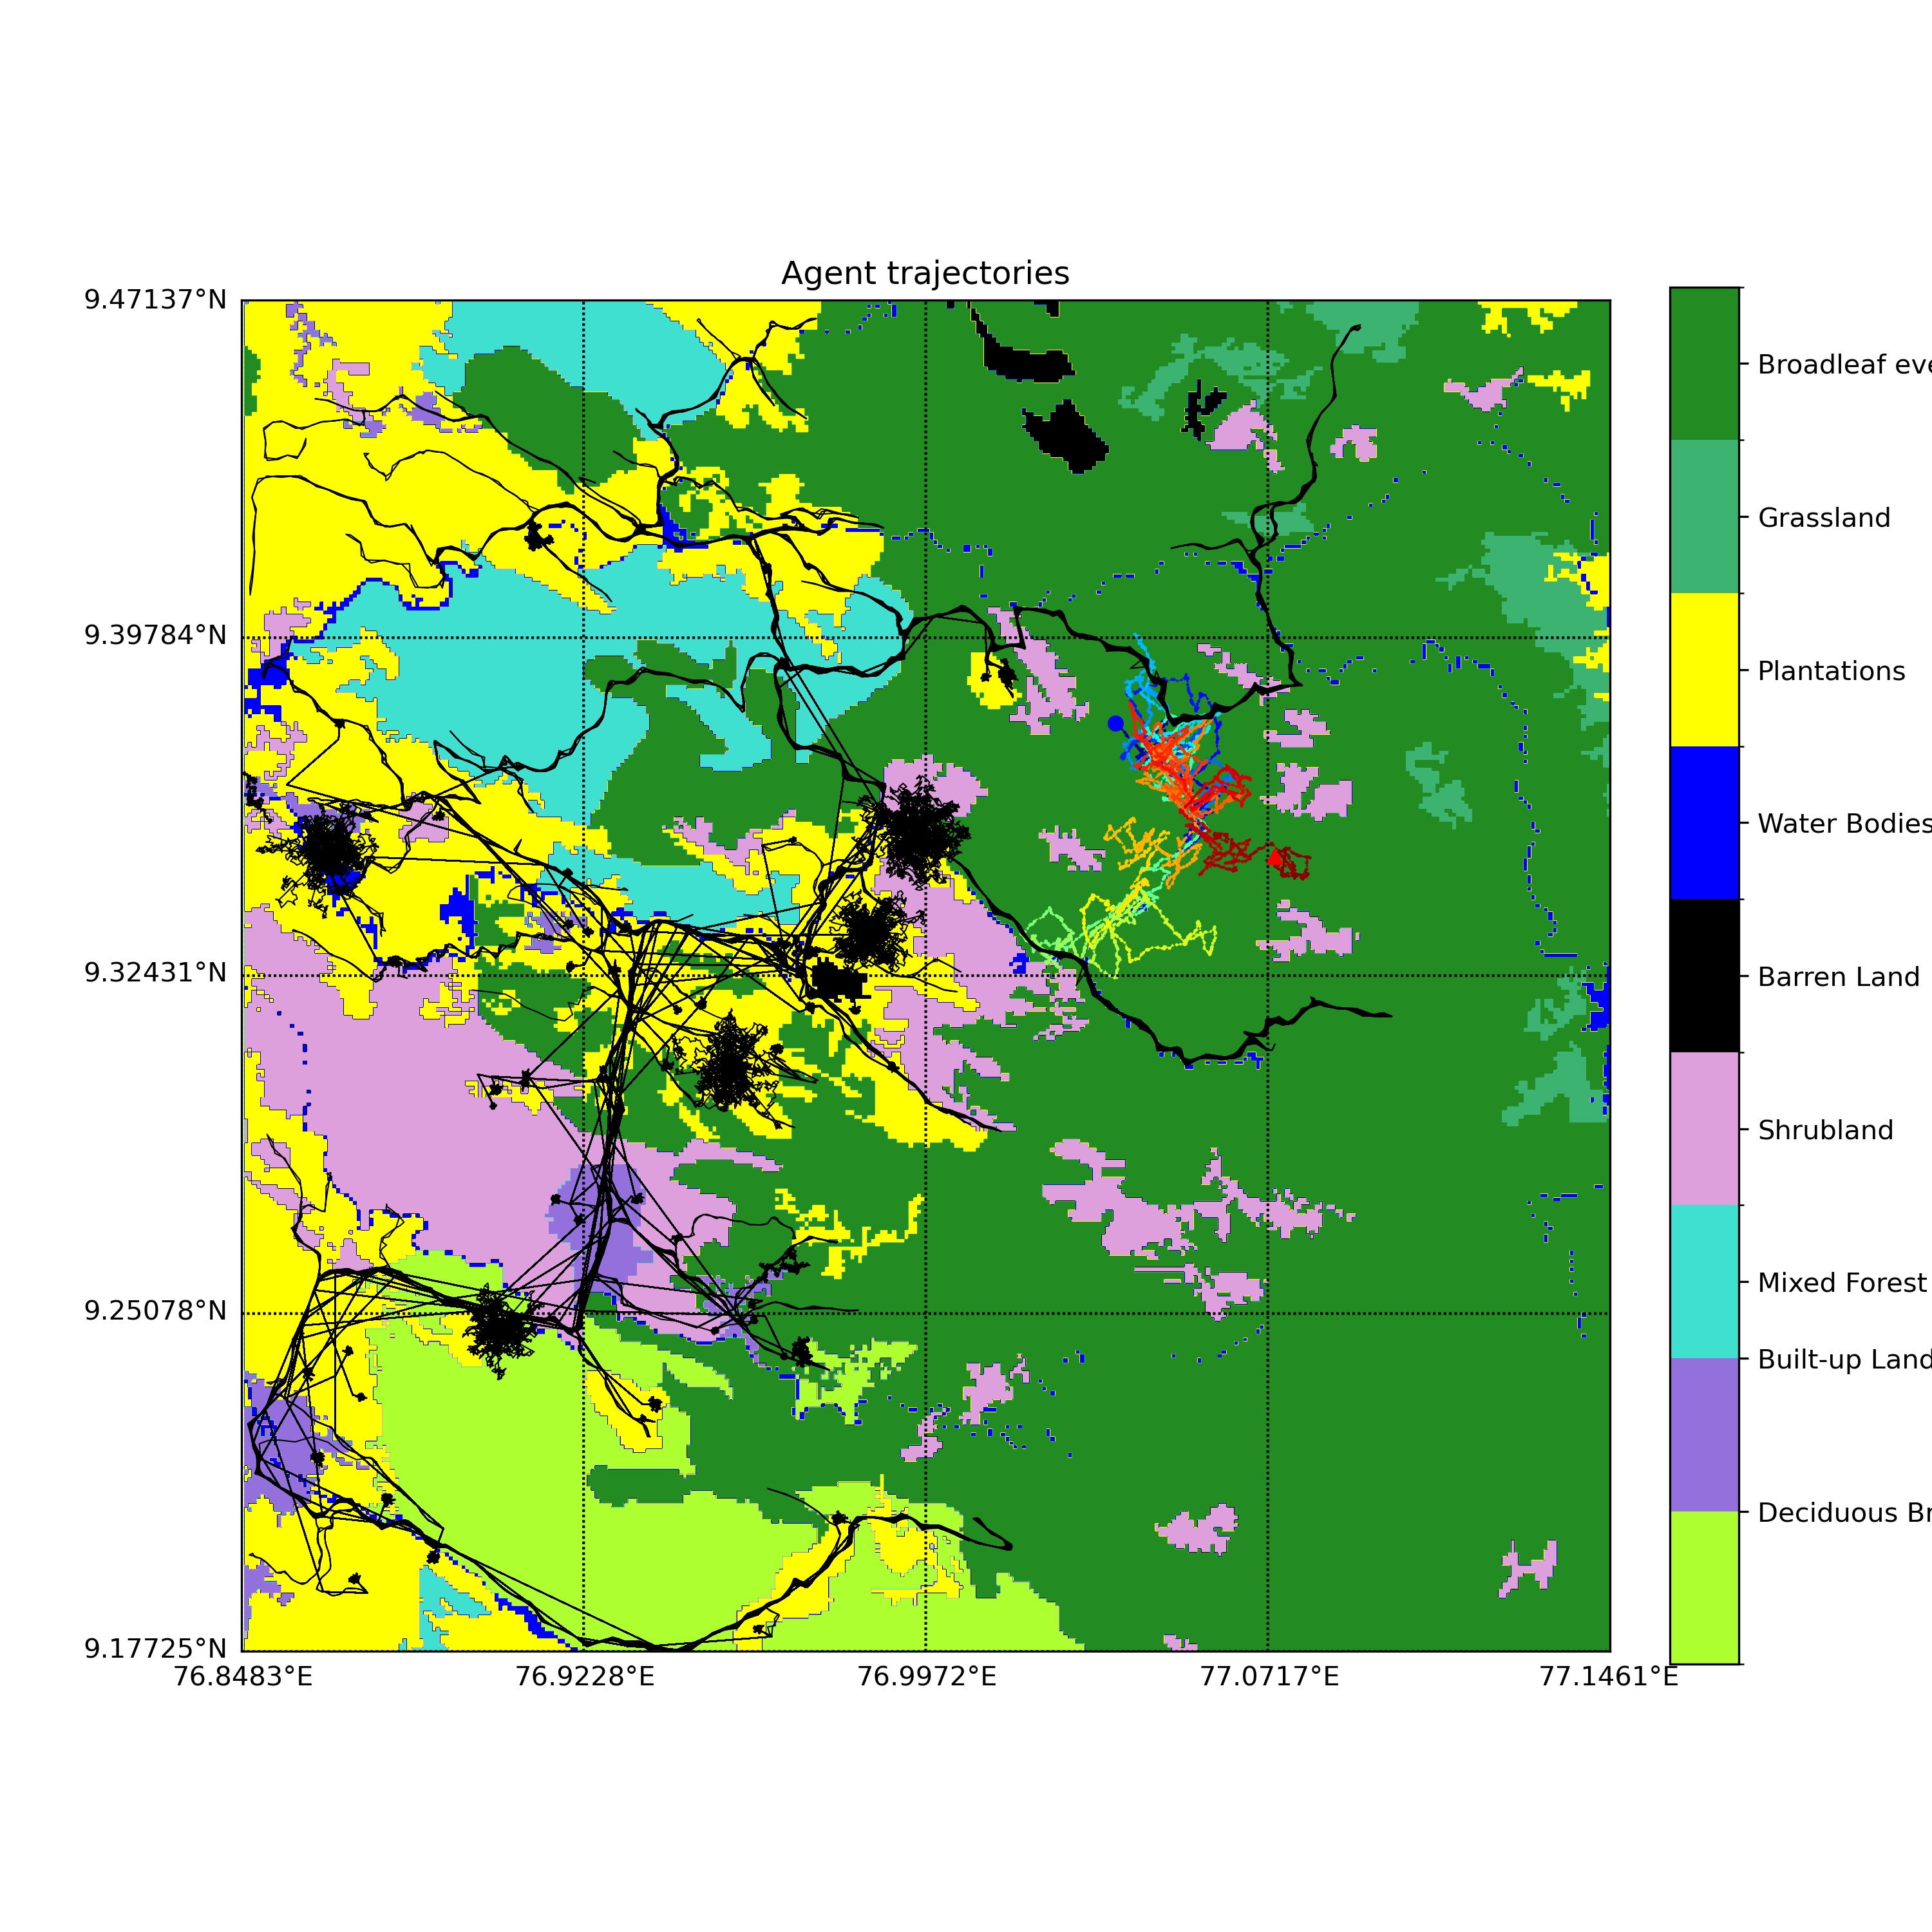 Agent trajectories
9.47137°N
9.39784°N
9.32431°N
9.25078°N
9.17725°N
76.8483°E
76.9228°E
76.9972°E
77.0717°E
77.1461°E
Broadleaf eve
Grassland
Plantations
Water Bodies
Barren Land
Shrubland
Mixed Forest
Built-up Land
Deciduous Br